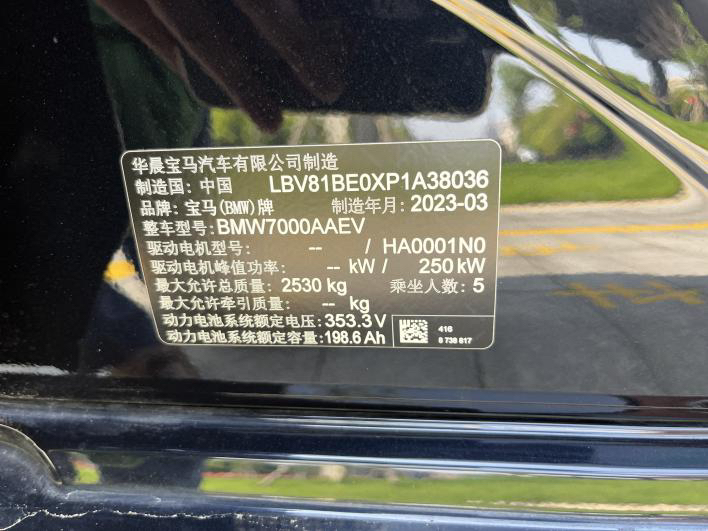 华晨宝马汽车有限公司制造
制造国: 中国 LBV81BE0XP1A38036
品牌: 宝马(BMW)牌 制造年月: 2023-03
整车型号: BMW7000AAEV
驱动电机型号: -- / HA0001N0
驱动电机峰值功率: -- kW / 250 kW
最大允许总质量: 2530 kg 乘坐人数: 5
最大允许牵引质量: -- kg
动力电池系统额定电压: 353.3 V
动力电池系统额定容量: 198.6 Ah
416
8 738 817